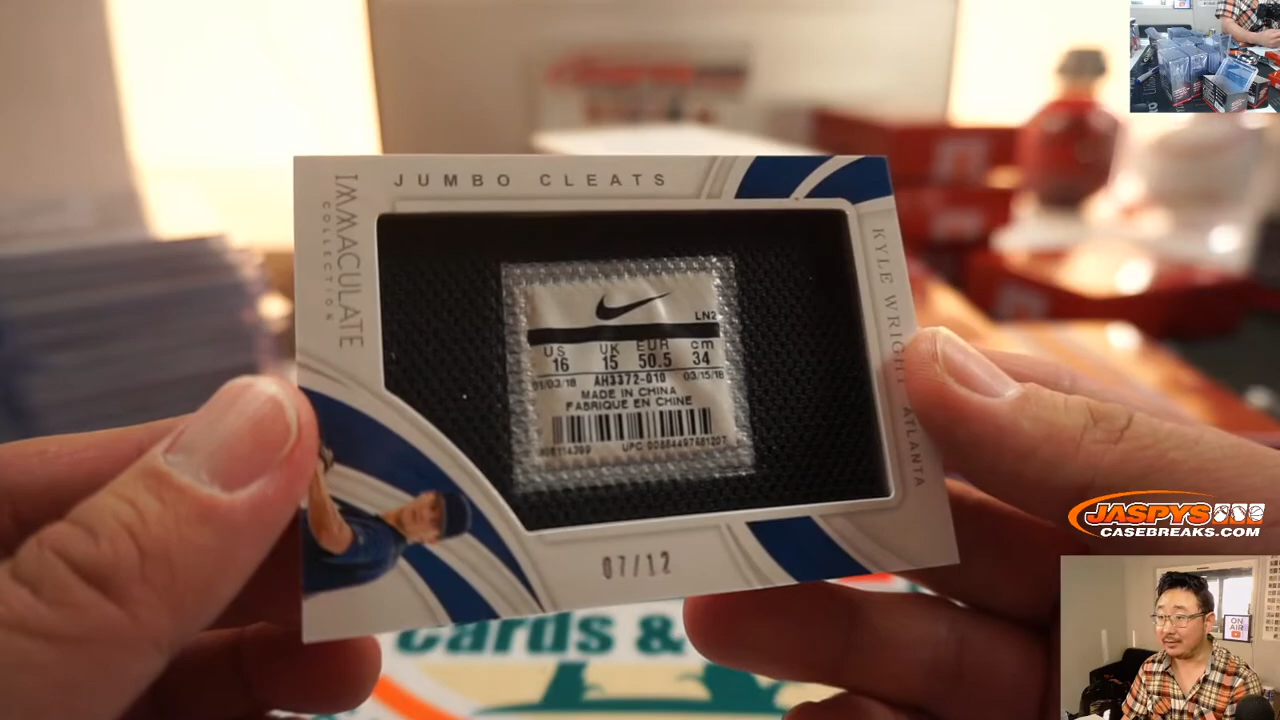 JUMBO CLEATS
IMMACULATE
COLLECTION
KYLE WRIGHT ATLANTA
LN2
US UK EUR cm
16 15 50.5 34
01/03/18 AH3372-010 03/15/18
MADE IN CHINA
FABRIQUE EN CHINE
UPC 00884497681207
07/12
Cards &
ON
AIR
JASPYS
CASEBREAKS.COM